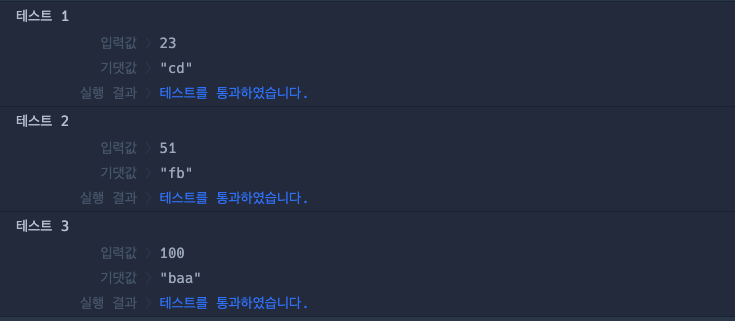 테스트 1
입력값 〉 23
기댓값 〉 "cd"
실행 결과 〉 테스트를 통과하였습니다.
테스트 2
입력값 〉 51
기댓값 〉 "fb"
실행 결과 〉 테스트를 통과하였습니다.
테스트 3
입력값 〉 100
기댓값 〉 "baa"
실행 결과 〉 테스트를 통과하였습니다.